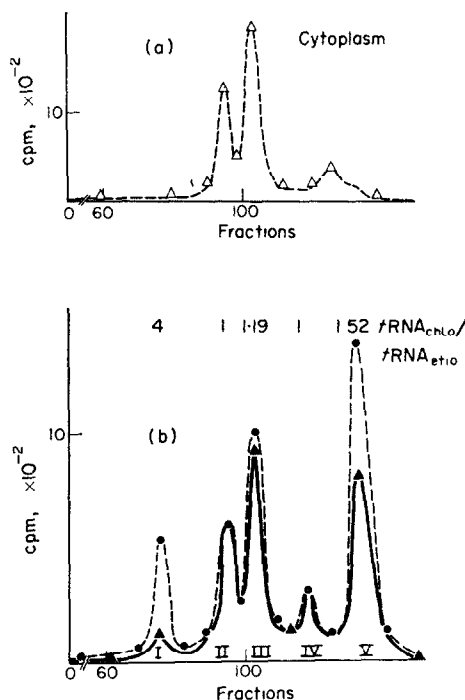 (a)
Cytoplasm
cpm, ×10⁻²
10
0 60 100
Fractions
4 1 1·19 1 1 52 tRNAchlo/
tRNAetio
(b)
cpm, ×10⁻²
10
I II III IV V
0 60 100
Fractions